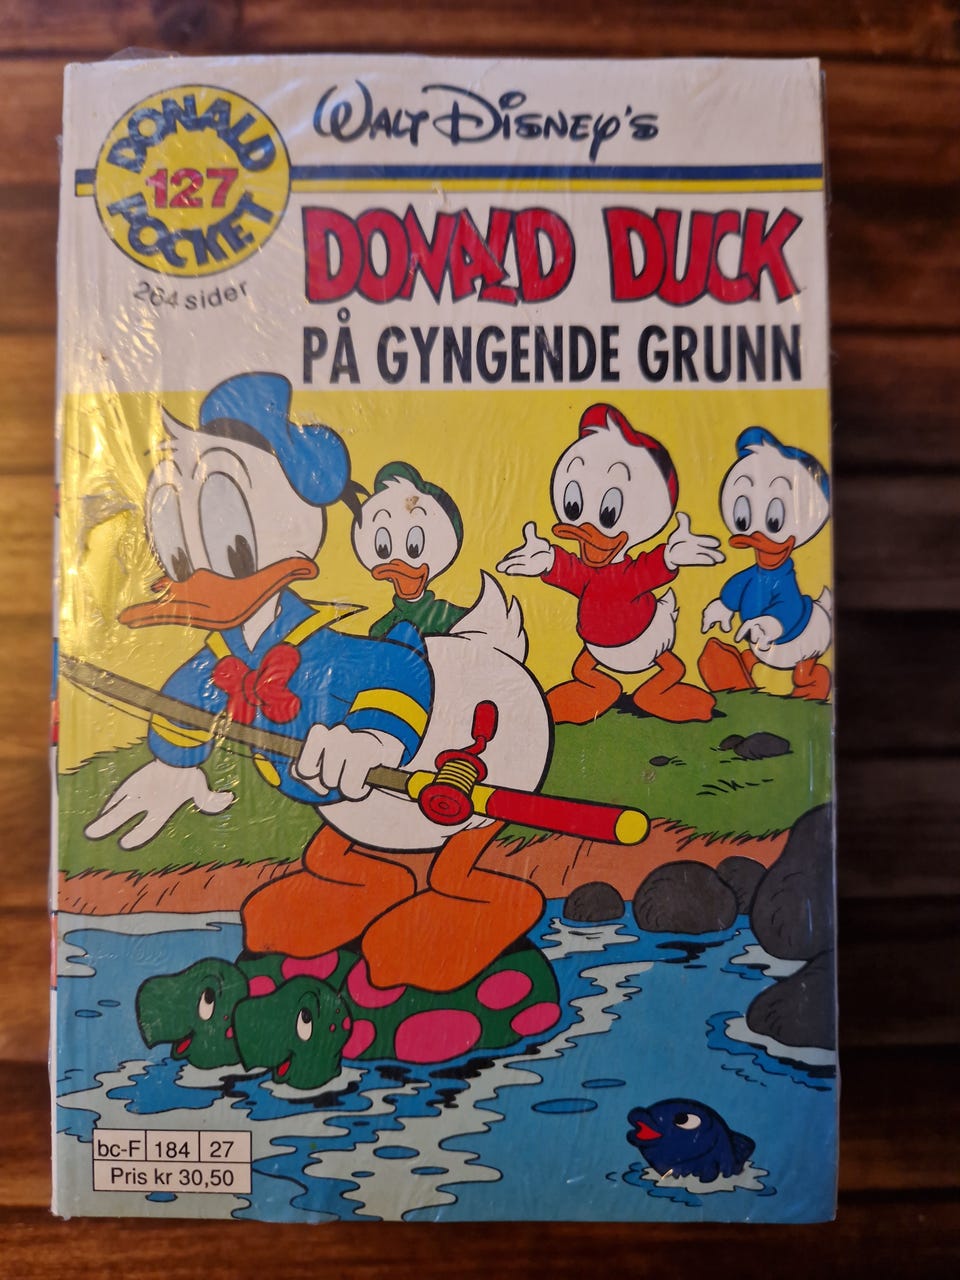 DONALD
127
POCKET
264 sider
WALT DISNEY'S
DONALD DUCK
PÅ GYNGENDE GRUNN
bc-F 184 27
Pris kr 30,50